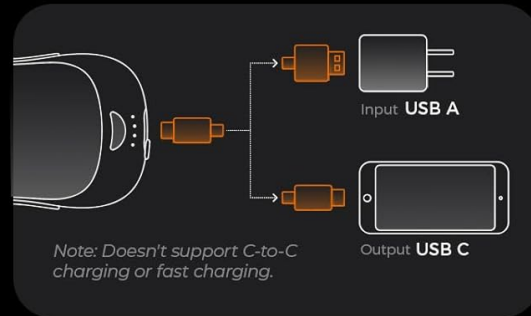 Input USB A
Output USB C
Note: Doesn't support C-to-C
charging or fast charging.